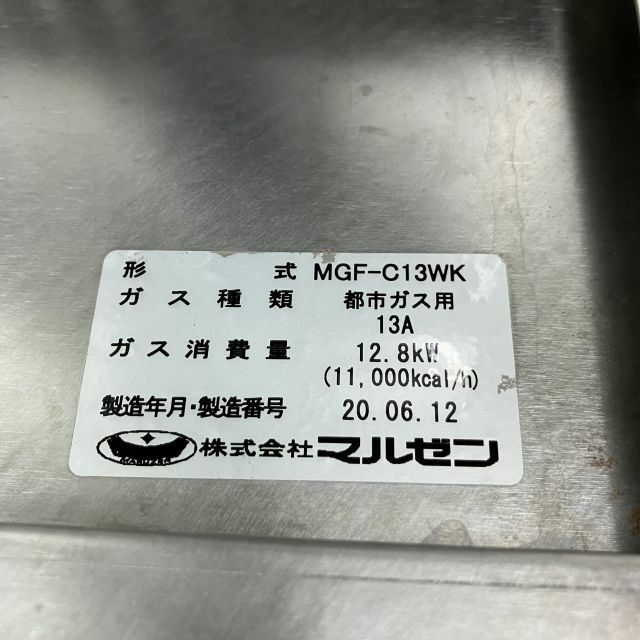 形式 MGF-C13WK
ガス種類 都市ガス用
13A
ガス消費量 12.8kW
(11,000kcal/h)
製造年月・製造番号 20.06.12
MARUZEN 株式会社 マルゼン